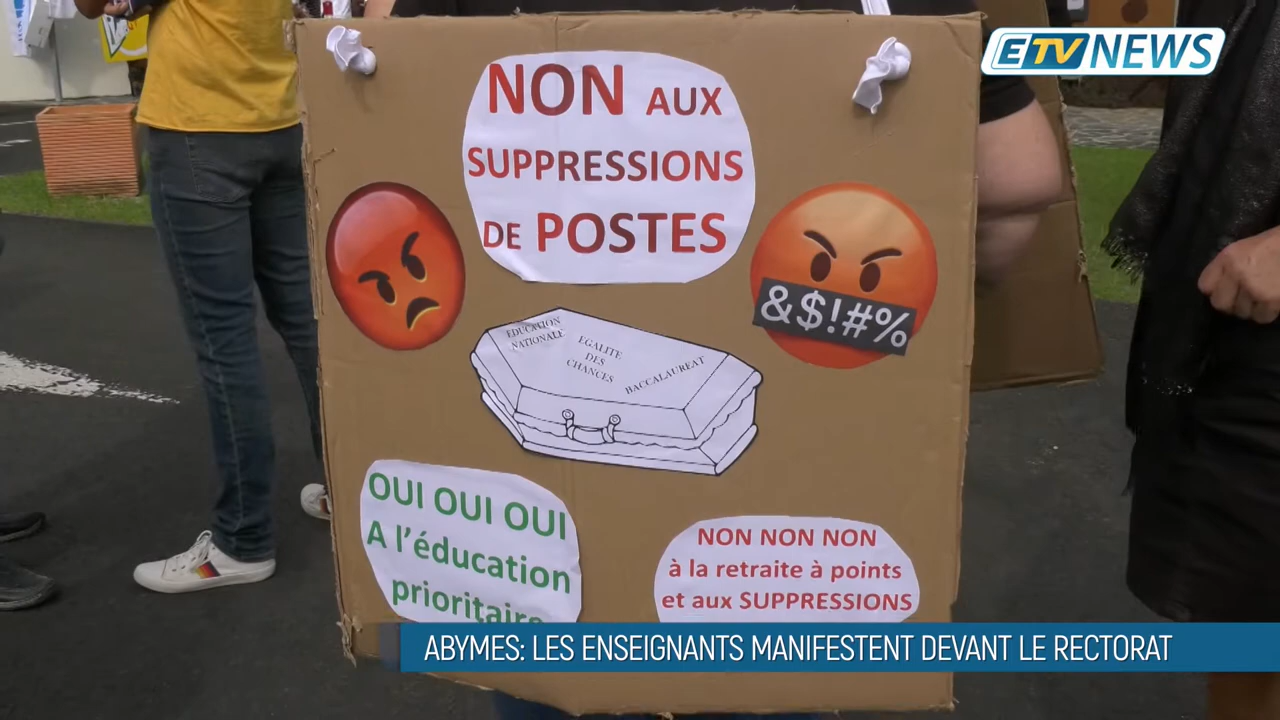 ETV NEWS
NON AUX
SUPPRESSIONS
DE POSTES
&$!#%
EDUCATION
NATIONALE
EGALITE
DES
CHANCES
BACCALAUREAT
OUI OUI OUI
A l'éducation
prioritaire
NON NON NON
à la retraite à points
et aux SUPPRESSIONS
ABYMES: LES ENSEIGNANTS MANIFESTENT DEVANT LE RECTORAT